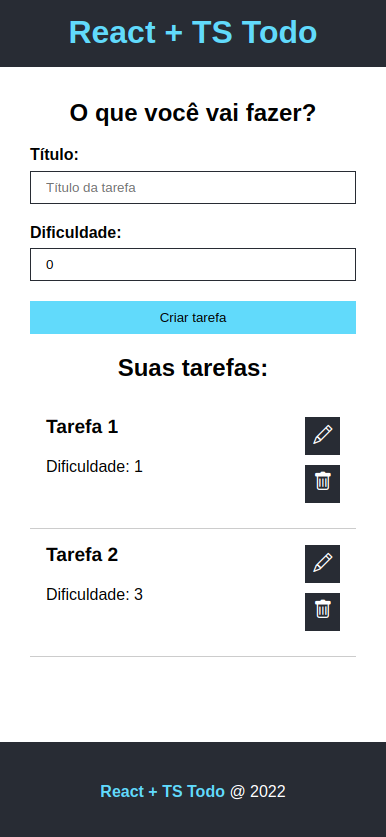 React + TS Todo
O que você vai fazer?
Título:
Título da tarefa
Dificuldade:
0
Criar tarefa
Suas tarefas:
Tarefa 1
Dificuldade: 1
Tarefa 2
Dificuldade: 3
React + TS Todo @ 2022